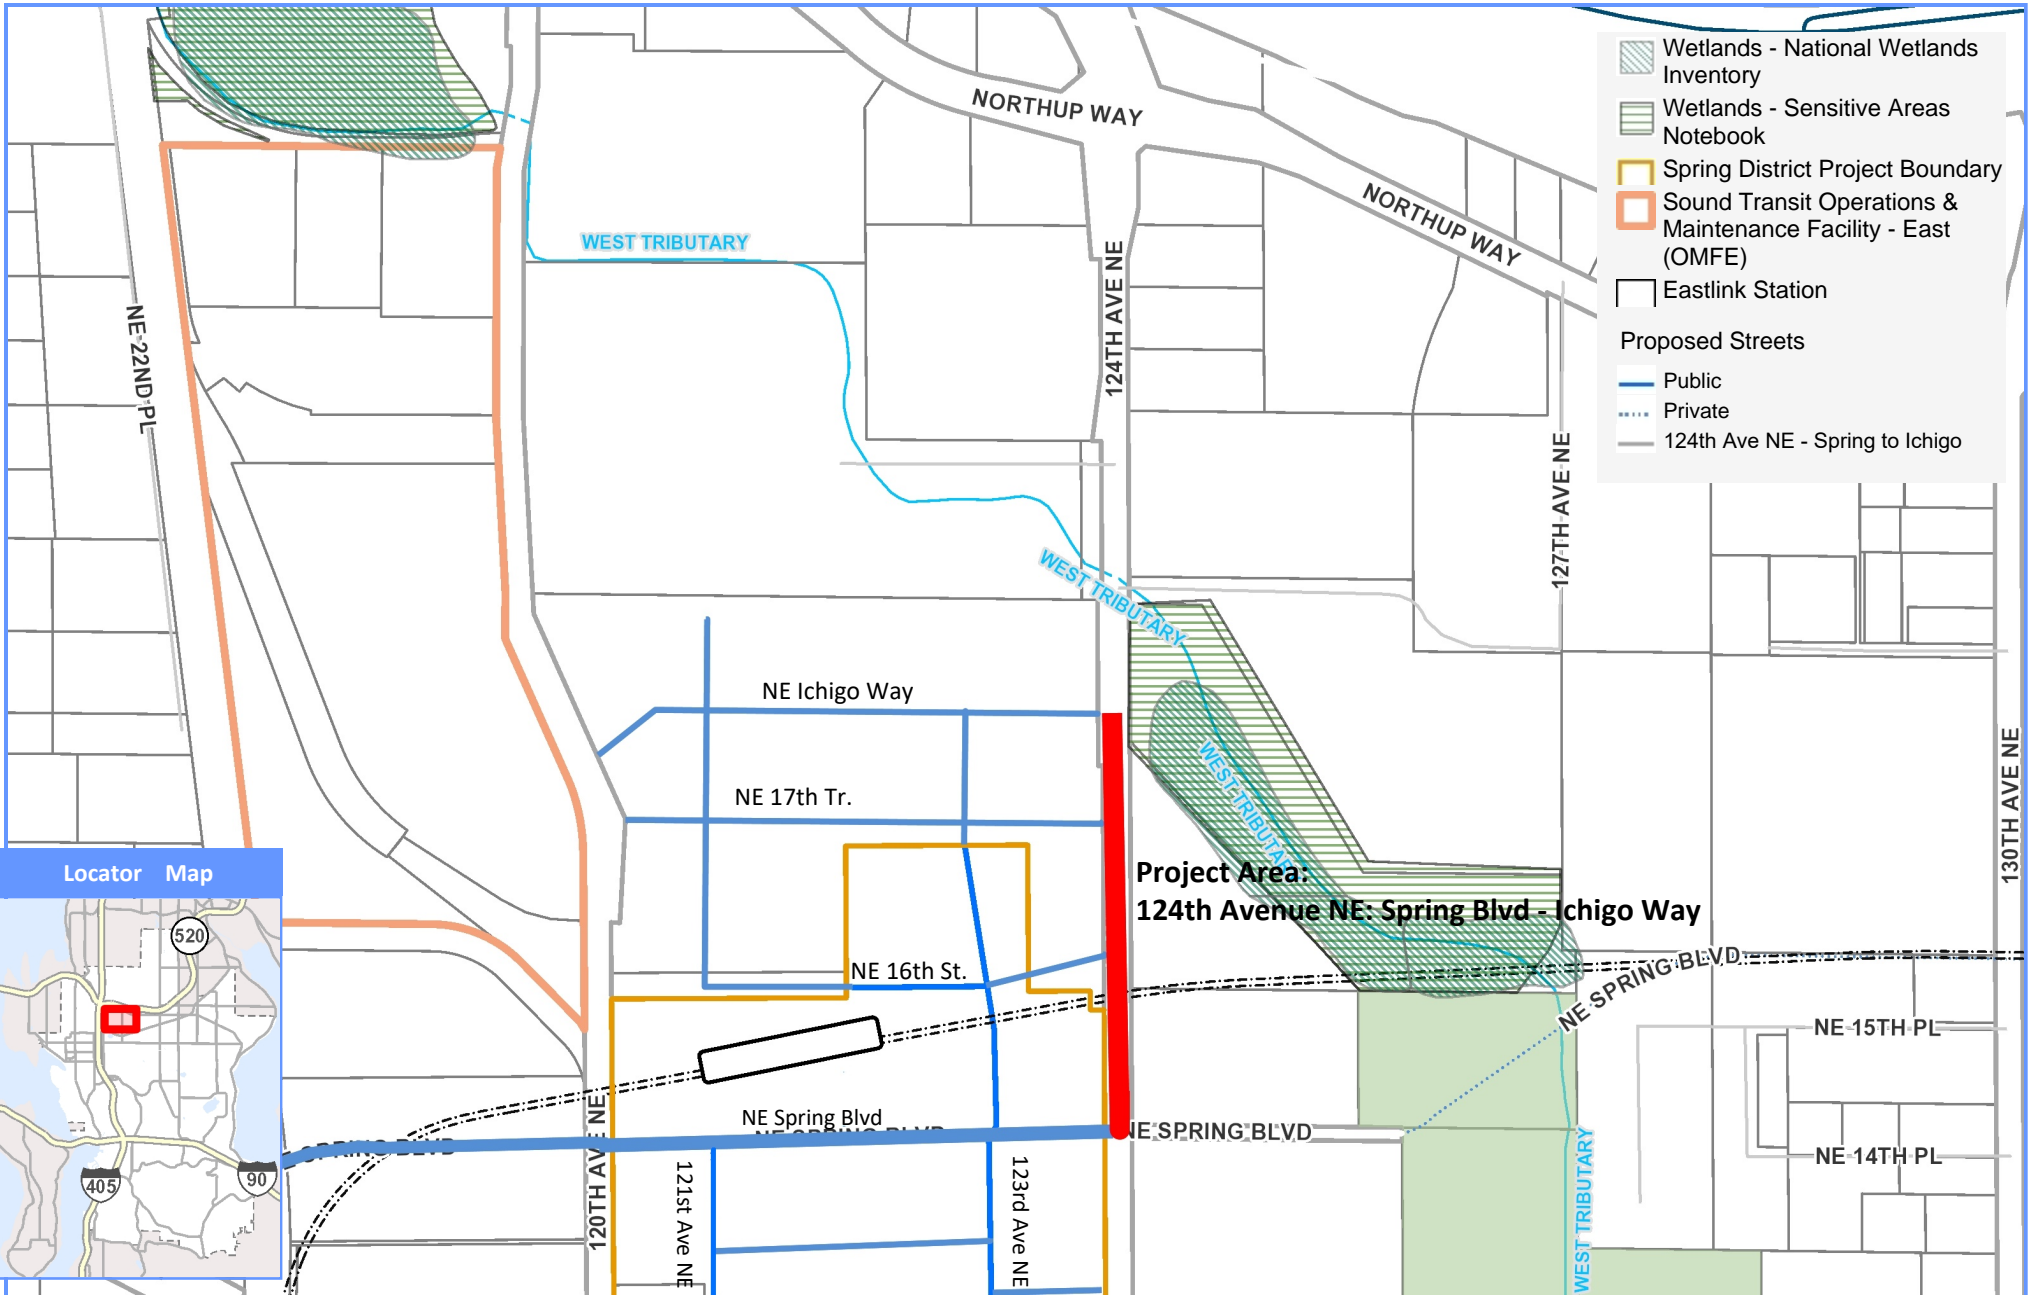 Wetlands - National Wetlands
Inventory
Wetlands - Sensitive Areas
Notebook
Spring District Project Boundary
Sound Transit Operations &
Maintenance Facility - East
(OMFE)
Eastlink Station
Proposed Streets
Public
Private
124th Ave NE - Spring to Ichigo
NORTHUP WAY
NORTHUP WAY
WEST TRIBUTARY
124TH AVE NE
NE 22ND PL
127TH AVE NE
WEST TRIBUTARY
NE Ichigo Way
WEST TRIBUTARY
130TH AVE NE
NE 17th Tr.
Project Area:
124th Avenue NE: Spring Blvd - Ichigo Way
NE 16th St.
NE SPRING BLVD
NE 15TH PL
NE Spring Blvd
NE SPRING BLVD
SPRING BLVD
NE SPRING BLVD
NE 14TH PL
120TH AVE NE
121st Ave NE
123rd Ave NE
WEST TRIBUTARY
Locator Map
520
405
90